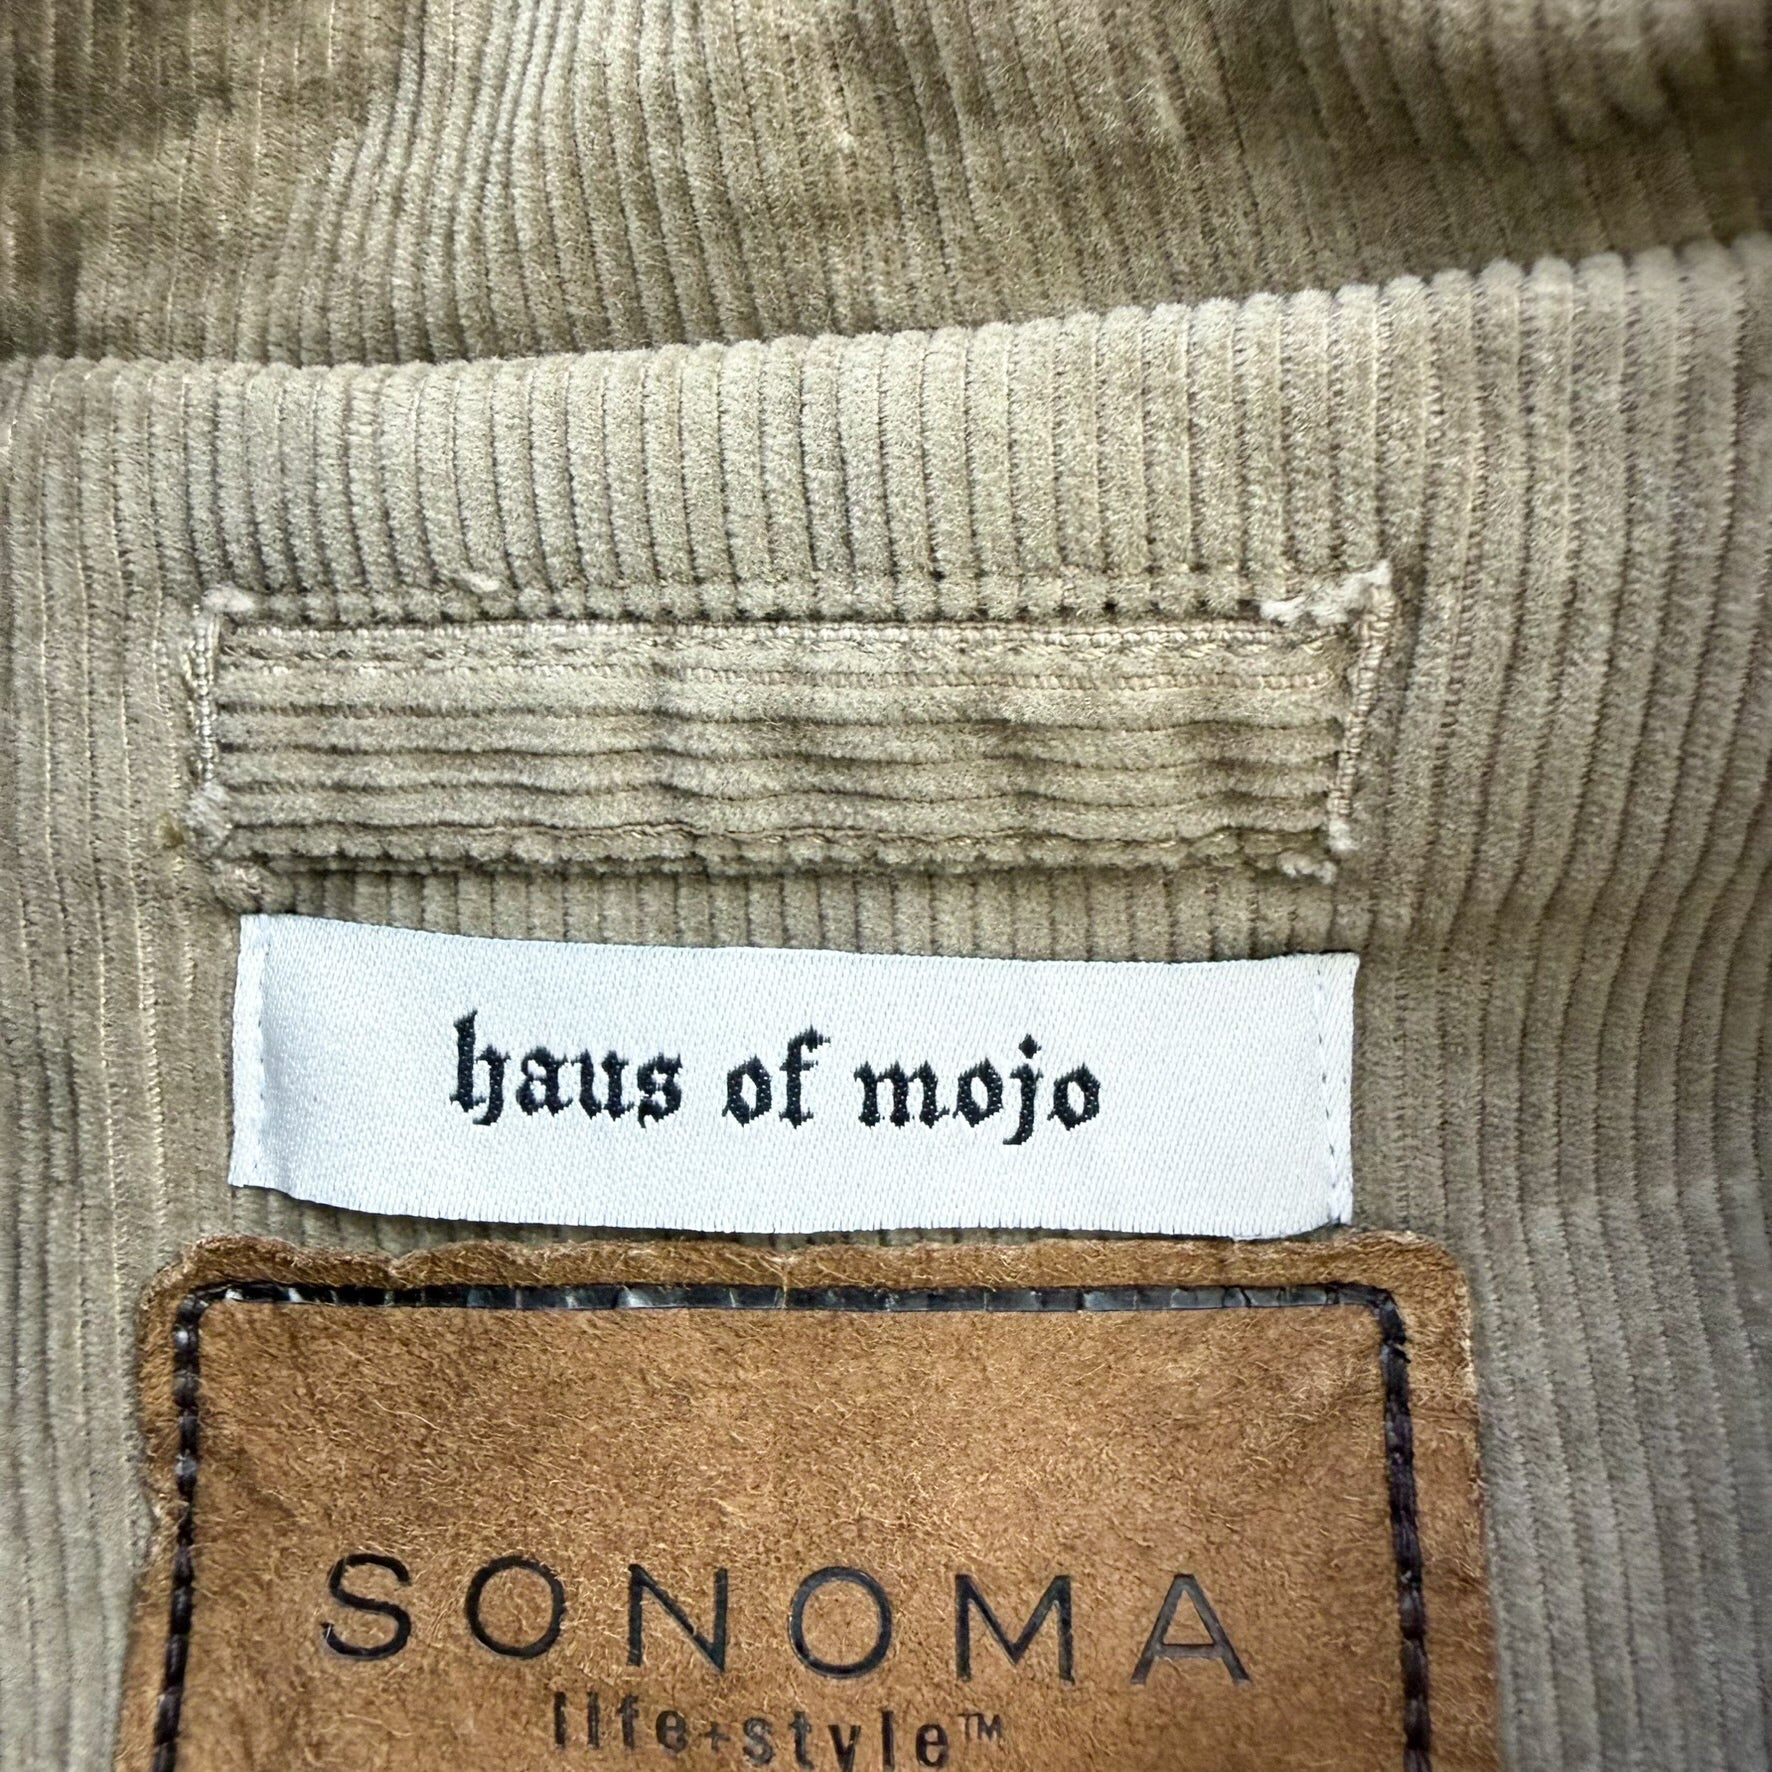 haus of mojo
SONOMA
life+style™